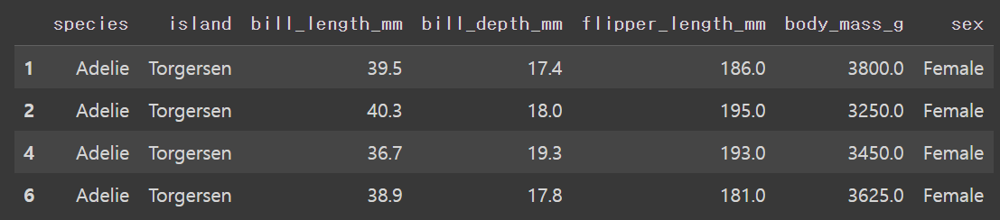 species island bill_length_mm bill_depth_mm flipper_length_mm body_mass_g sex
1 Adelie Torgersen 39.5 17.4 186.0 3800.0 Female
2 Adelie Torgersen 40.3 18.0 195.0 3250.0 Female
4 Adelie Torgersen 36.7 19.3 193.0 3450.0 Female
6 Adelie Torgersen 38.9 17.8 181.0 3625.0 Female